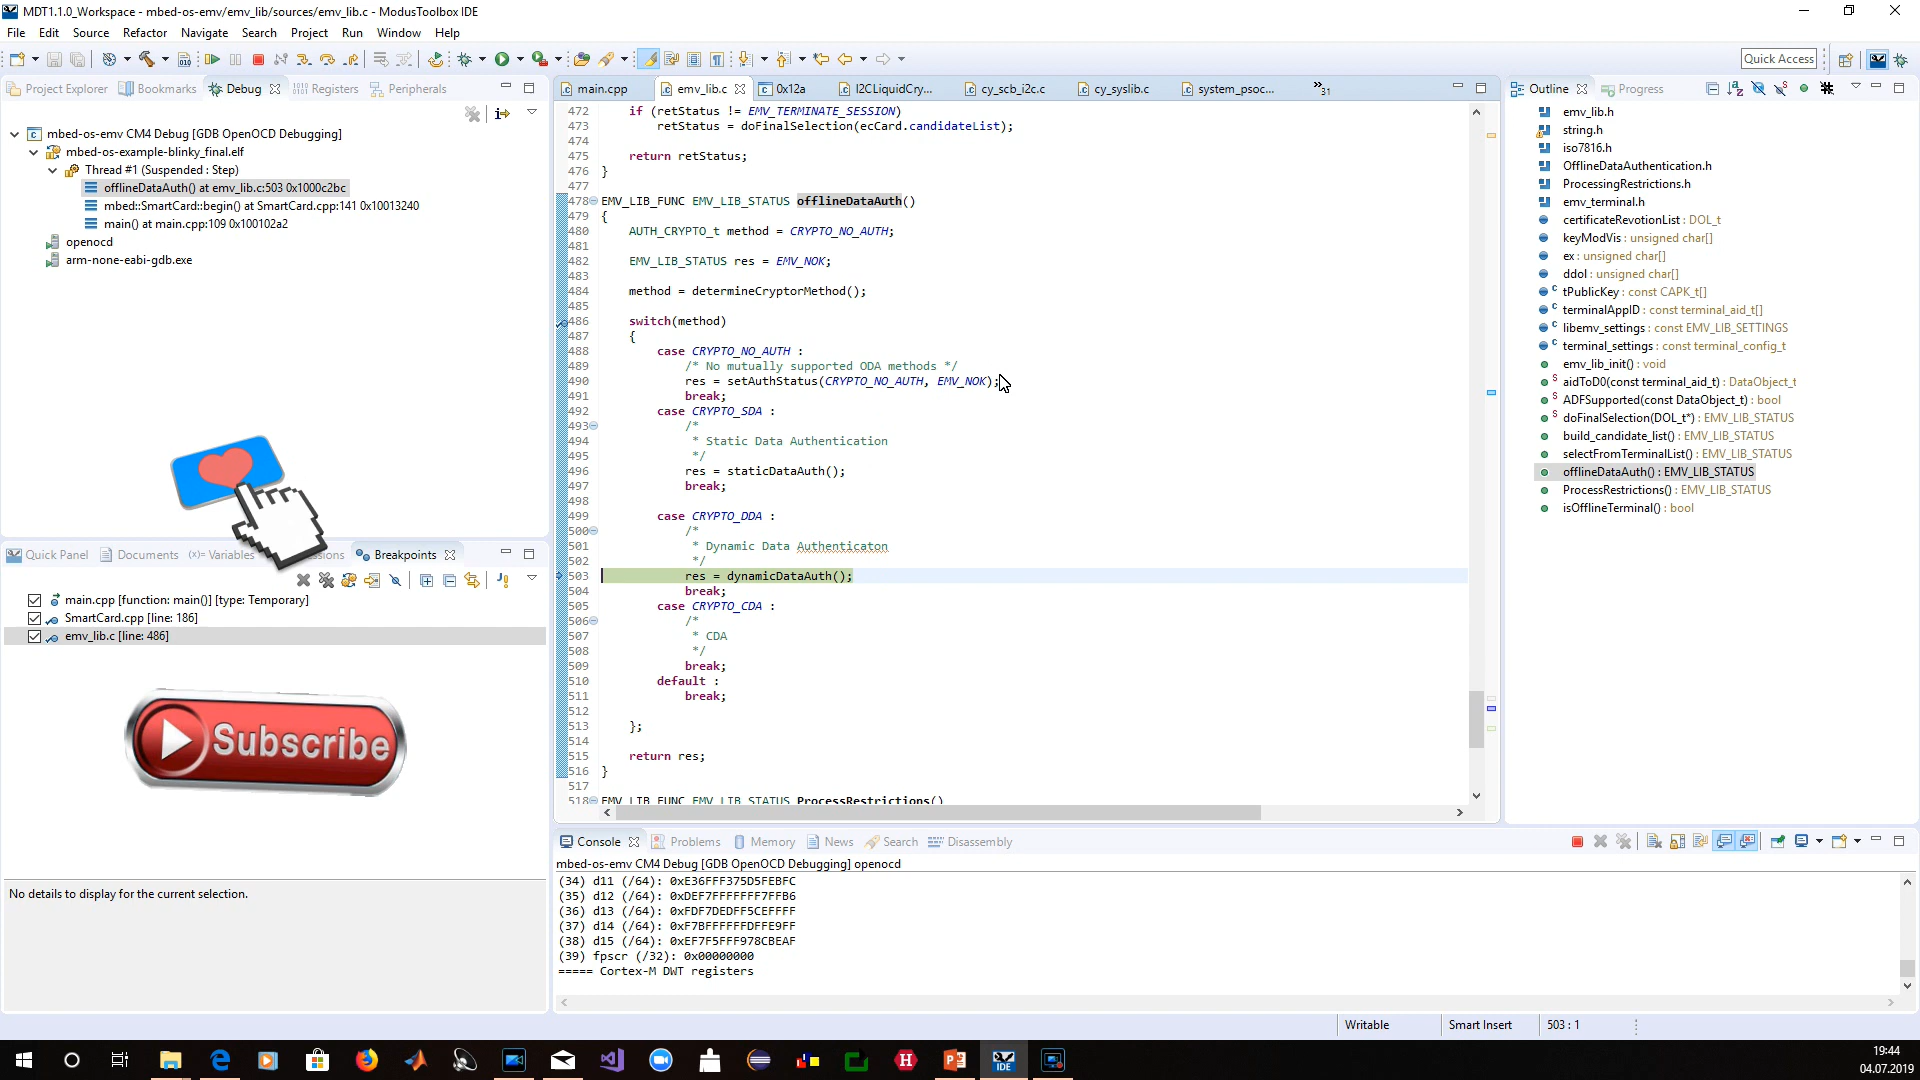 MDT1.1.0_Workspace - mbed-os-emv/emv_lib/sources/emv_lib.c - ModusToolbox IDE
File Edit Source Refactor Navigate Search Project Run Window Help
Quick Access
Project Explorer Bookmarks Debug Registers Peripherals
mbed-os-emv CM4 Debug [GDB OpenOCD Debugging]
mbed-os-example-blinky_final.elf
Thread #1 (Suspended : Step)
offlineDataAuth() at emv_lib.c:503 0x1000c2bc
mbed::SmartCard::begin() at SmartCard.cpp:141 0x10013240
main() at main.cpp:109 0x100102a2
openocd
arm-none-eabi-gdb.exe
Quick Panel Documents (x)= Variables Breakpoints
main.cpp [function: main()] [type: Temporary]
SmartCard.cpp [line: 186]
emv_lib.c [line: 486]
Subscribe
No details to display for the current selection.
main.cpp emv_lib.c 0x12a I2CLiquidCry... cy_scb_i2c.c cy_syslib.c system_psoc... »31
472 if (retStatus != EMV_TERMINATE_SESSION)
473 retStatus = doFinalSelection(ecCard.candidateList);
474
475 return retStatus;
476 }
477
478 EMV_LIB_FUNC EMV_LIB_STATUS offlineDataAuth()
479 {
480 AUTH_CRYPTO_t method = CRYPTO_NO_AUTH;
481
482 EMV_LIB_STATUS res = EMV_NOK;
483
484 method = determineCryptorMethod();
485
486 switch(method)
487 {
488 case CRYPTO_NO_AUTH :
489 /* No mutually supported ODA methods */
490 res = setAuthStatus(CRYPTO_NO_AUTH, EMV_NOK);
491 break;
492 case CRYPTO_SDA :
493 /*
494 * Static Data Authentication
495 */
496 res = staticDataAuth();
497 break;
498
499 case CRYPTO_DDA :
500 /*
501 * Dynamic Data Authenticaton
502 */
503 res = dynamicDataAuth();
504 break;
505 case CRYPTO_CDA :
506 /*
507 * CDA
508 */
509 break;
510 default :
511 break;
512
513 };
514
515 return res;
516 }
517
518 EMV_LIB_FUNC EMV_LIB_STATUS ProcessRestrictions()
Outline Progress
emv_lib.h
string.h
iso7816.h
OfflineDataAuthentication.h
ProcessingRestrictions.h
emv_terminal.h
certificateRevotionList : DOL_t
keyModVis : unsigned char[]
ex : unsigned char[]
ddol : unsigned char[]
tPublicKey : const CAPK_t[]
terminalAppID : const terminal_aid_t[]
libemv_settings : const EMV_LIB_SETTINGS
terminal_settings : const terminal_config_t
emv_lib_init() : void
aidToD0(const terminal_aid_t) : DataObject_t
ADFSupported(const DataObject_t) : bool
doFinalSelection(DOL_t*) : EMV_LIB_STATUS
build_candidate_list() : EMV_LIB_STATUS
selectFromTerminalList() : EMV_LIB_STATUS
offlineDataAuth() : EMV_LIB_STATUS
ProcessRestrictions() : EMV_LIB_STATUS
isOfflineTerminal() : bool
Console Problems Memory News Search Disassembly
mbed-os-emv CM4 Debug [GDB OpenOCD Debugging] openocd
(34) d11 (/64): 0xE36FFF375D5FEBFC
(35) d12 (/64): 0xDEF7FFFFFFF7FFB6
(36) d13 (/64): 0xFDF7DEDFF5CEFFFF
(37) d14 (/64): 0xF7BFFFFFFDFFE9FF
(38) d15 (/64): 0xEF7F5FFF978CBEAF
(39) fpscr (/32): 0x00000000
===== Cortex-M DWT registers
Writable Smart Insert 503 : 1
19:44
04.07.2019